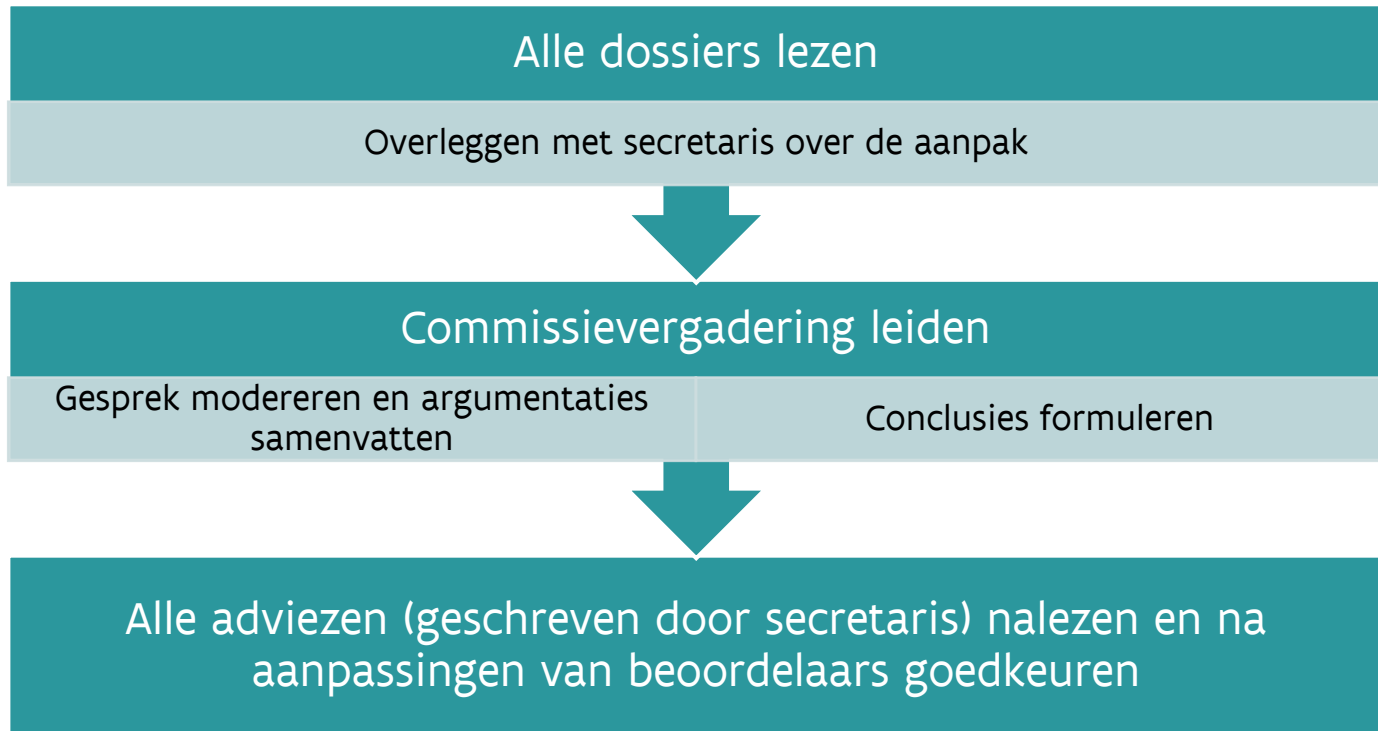 Alle dossiers lezen
Overleggen met secretaris over de aanpak
Commissievergadering leiden
Gesprek modereren en argumentaties
samenvatten
Conclusies formuleren
Alle adviezen (geschreven door secretaris) nalezen en na
aanpassingen van beoordelaars goedkeuren